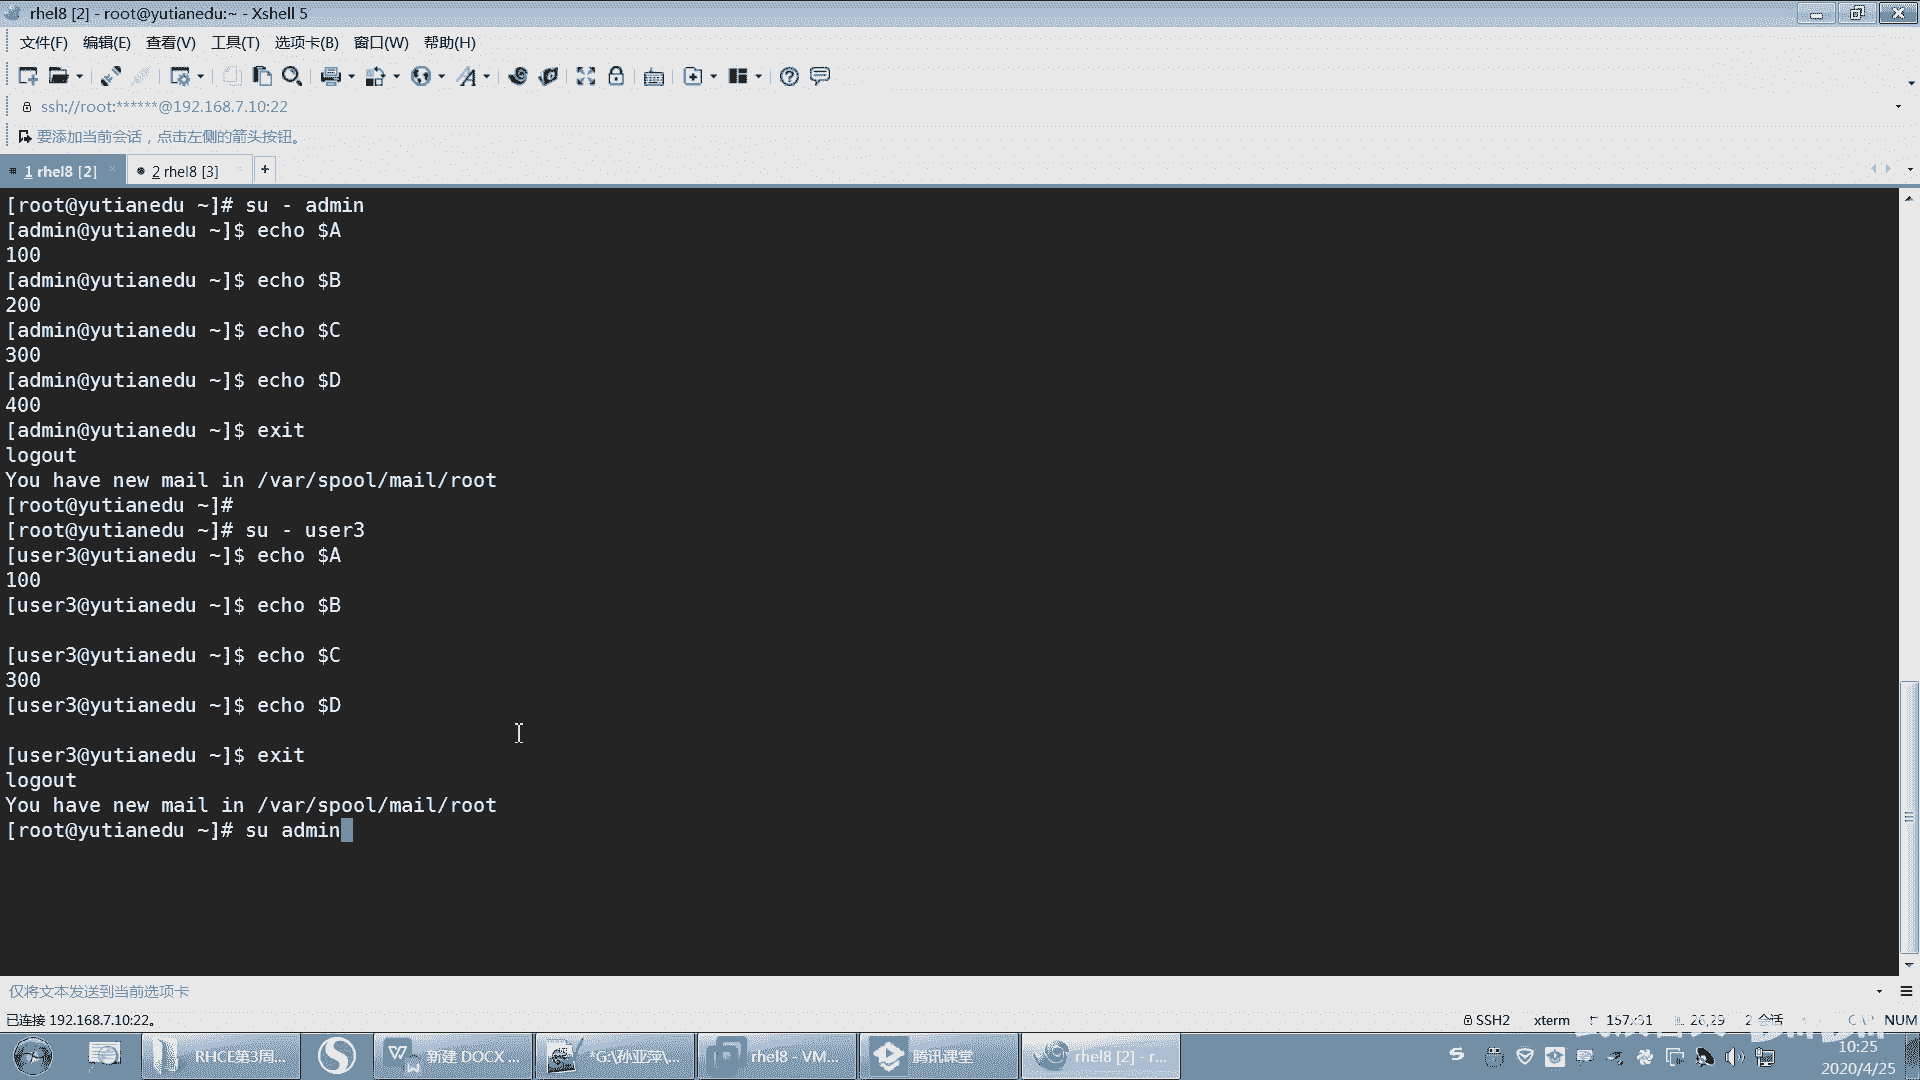 rhel8 [2] - root@yutianedu:~ - Xshell 5
文件(F) 编辑(E) 查看(V) 工具(T) 选项卡(B) 窗口(W) 帮助(H)
ssh://root:******@192.168.7.10:22
要添加当前会话，点击左侧的箭头按钮。
1 rhel8 [2] 2 rhel8 [3] +
[root@yutianedu ~]# su - admin
[admin@yutianedu ~]$ echo $A
100
[admin@yutianedu ~]$ echo $B
200
[admin@yutianedu ~]$ echo $C
300
[admin@yutianedu ~]$ echo $D
400
[admin@yutianedu ~]$ exit
logout
You have new mail in /var/spool/mail/root
[root@yutianedu ~]#
[root@yutianedu ~]# su - user3
[user3@yutianedu ~]$ echo $A
100
[user3@yutianedu ~]$ echo $B
[user3@yutianedu ~]$ echo $C
300
[user3@yutianedu ~]$ echo $D
[user3@yutianedu ~]$ exit
logout
You have new mail in /var/spool/mail/root
[root@yutianedu ~]# su admin
仅将文本发送到当前选项卡
已连接 192.168.7.10:22。
SSH2 xterm 26,29 2 会话 NUM
RHCE第3周... 新建 DOCX ... *G:\孙亚萍\... rhel8 - VM... 腾讯课堂 rhel8 [2] - r...
10:25
2020/4/25